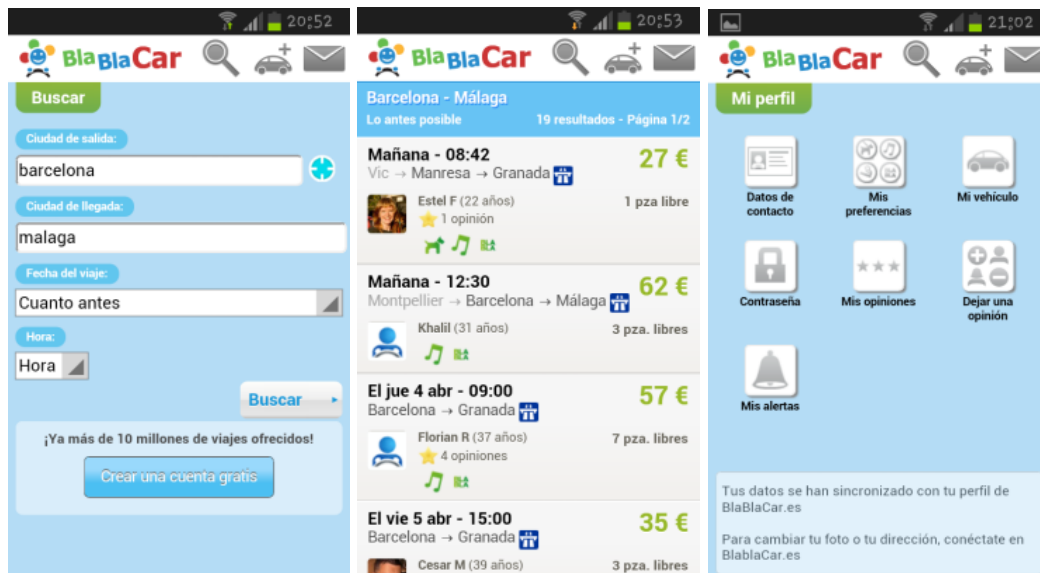 20:52
BlaBlaCar
Buscar
Ciudad de salida:
barcelona
Ciudad de llegada:
malaga
Fecha del viaje:
Cuanto antes
Hora:
Hora
Buscar
¡Ya más de 10 millones de viajes ofrecidos!
Crear una cuenta gratis
20:53
BlaBlaCar
Barcelona - Málaga
Lo antes posible 19 resultados - Página 1/2
Mañana - 08:42 27 €
Vic → Manresa → Granada
Estel F (22 años) 1 pza libre
1 opinión
Mañana - 12:30 62 €
Montpellier → Barcelona → Málaga
Khalil (31 años) 3 pza. libres
El jue 4 abr - 09:00 57 €
Barcelona → Granada
Florian R (37 años) 7 pza. libres
4 opiniones
El vie 5 abr - 15:00 35 €
Barcelona → Granada
Cesar M (39 años) 3 pza. libres
21:02
BlaBlaCar
Mi perfil
Datos de
contacto
Mis
preferencias
Mi vehículo
Contraseña
Mis opiniones
Dejar una
opinión
Mis alertas
Tus datos se han sincronizado con tu perfil de
BlaBlaCar.es
Para cambiar tu foto o tu dirección, conéctate en
BlablaCar.es